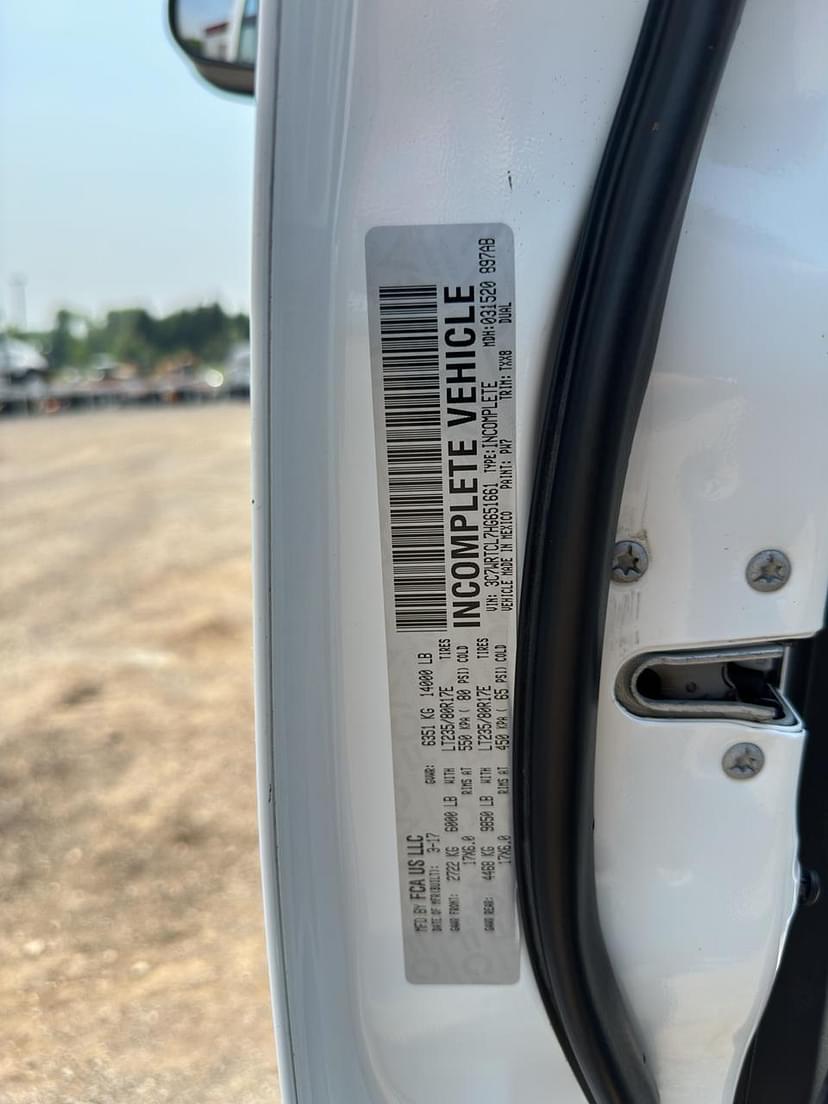 MFD BY FCA US LLC
DATE OF MFR(BUILT): 3-17 GVWR: 6351 KG 14000 LB
GAWR FRONT: 2722 KG 6000 LB WITH LT235/80R17E TIRES
17X6.0 RIMS AT 550 KPA ( 80 PSI) COLD
GAWR REAR: 4468 KG 9850 LB WITH LT235/80R17E TIRES
17X6.0 RIMS AT 450 KPA ( 65 PSI) COLD
INCOMPLETE VEHICLE
VIN: 3C7WRTCL7HG651661 TYPE: INCOMPLETE MDH: 031520 897AB
VEHICLE MADE IN MEXICO PAINT: PW7 TRIM: TXX8 DUAL